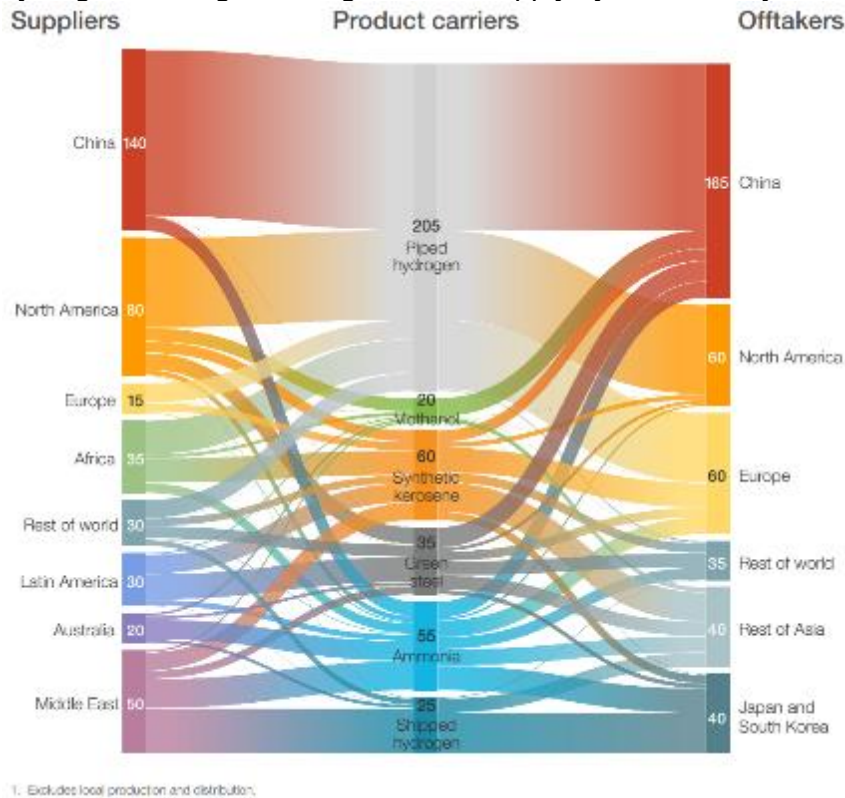 Suppliers
Product carriers
Offtakers
China
140
165
China
205
Piped
hydrogen
North America
80
60
North America
Europe
15
20
Methanol
Africa
35
60
Synthetic
kerosene
60
Europe
Rest of world
30
35
Green
steel
35
Rest of world
Latin America
30
Australia
20
55
Ammonia
Rest of Asia
Middle East
50
25
Shipped
hydrogen
40
Japan and
South Korea
1. Excludes local production and distribution.